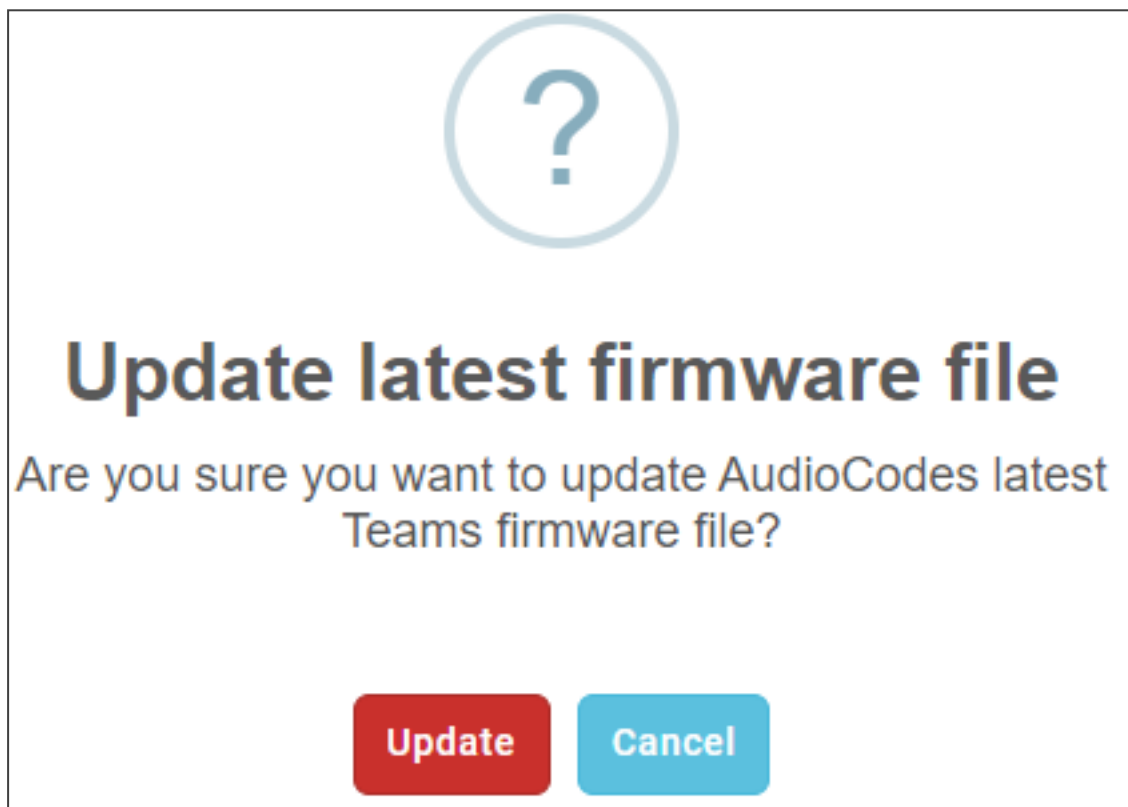 ?
Update latest firmware file
Are you sure you want to update AudioCodes latest
Teams firmware file?
Update
Cancel